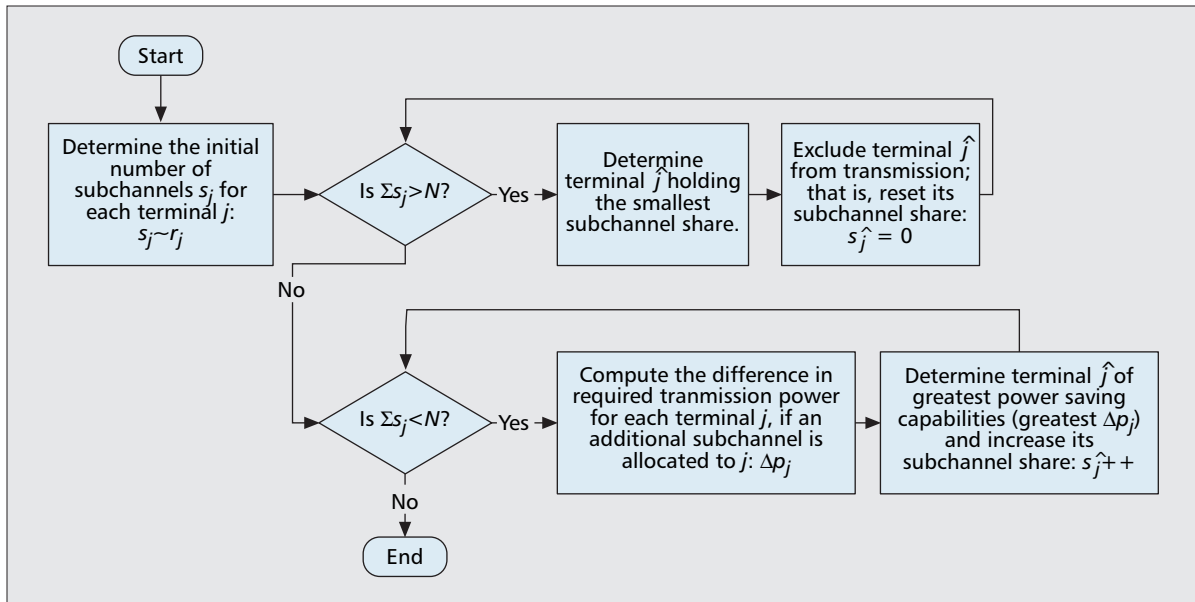 Start
Determine the initial
number of
subchannels sj for
each terminal j:
sj~rj
Is Σsj>N?
Yes
Determine
terminal ĵ holding
the smallest
subchannel share.
Exclude terminal ĵ
from transmission;
that is, reset its
subchannel share:
sĵ = 0
No
Is Σsj<N?
Yes
Compute the difference in
required tranmission power
for each terminal j, if an
additional subchannel is
allocated to j: Δpj
Determine terminal ĵ of
greatest power saving
capabilities (greatest Δpj)
and increase its
subchannel share: sĵ++
No
End